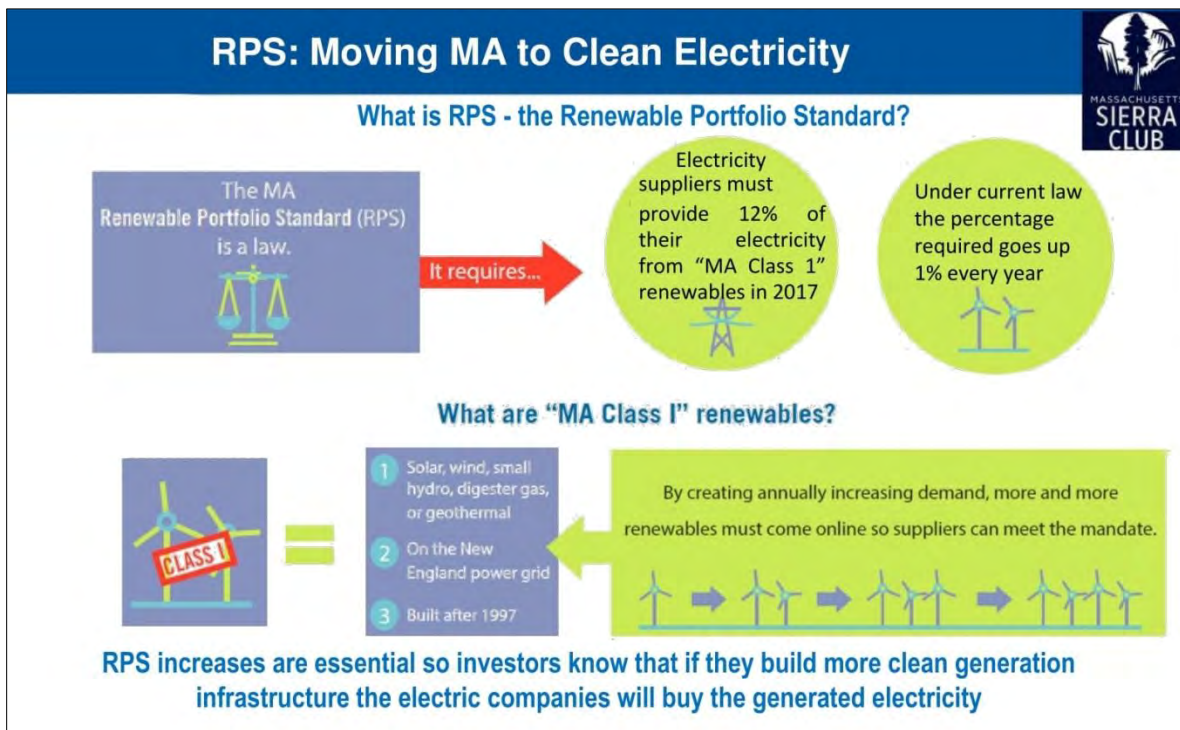 RPS: Moving MA to Clean Electricity
MASSACHUSETTS
SIERRA
CLUB
What is RPS - the Renewable Portfolio Standard?
The MA
Renewable Portfolio Standard (RPS)
is a law.
It requires...
Electricity
suppliers must
provide 12% of
their electricity
from “MA Class 1”
renewables in 2017
Under current law
the percentage
required goes up
1% every year
What are “MA Class I” renewables?
CLASS I
1 Solar, wind, small
hydro, digester gas,
or geothermal
2 On the New
England power grid
3 Built after 1997
By creating annually increasing demand, more and more
renewables must come online so suppliers can meet the mandate.
RPS increases are essential so investors know that if they build more clean generation
infrastructure the electric companies will buy the generated electricity